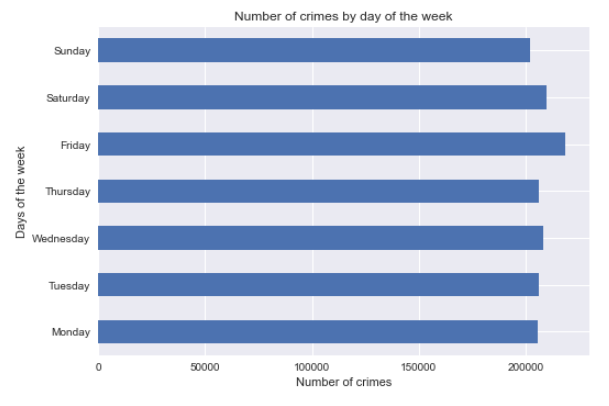 Number of crimes by day of the week
Days of the week
Sunday
Saturday
Friday
Thursday
Wednesday
Tuesday
Monday
0 50000 100000 150000 200000
Number of crimes